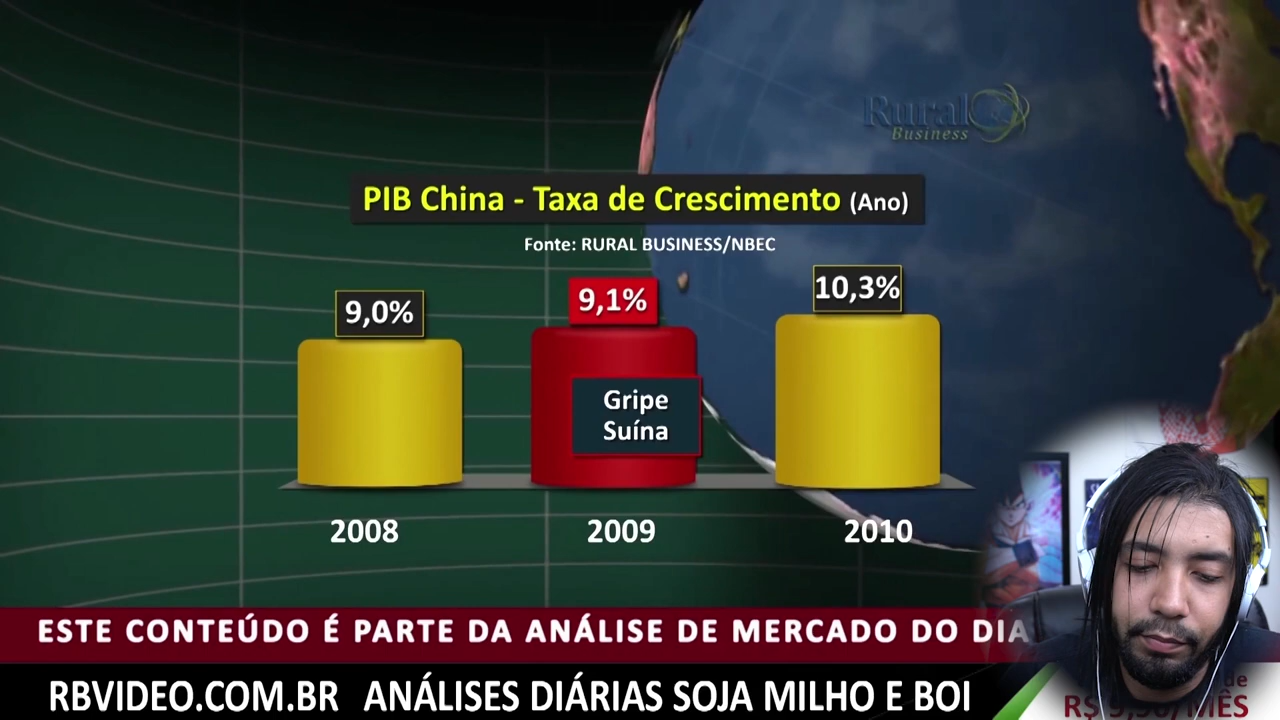 Rural
Business
PIB China - Taxa de Crescimento (Ano)
Fonte: RURAL BUSINESS/NBEC
9,0%
9,1%
10,3%
Gripe
Suína
2008
2009
2010
ESTE CONTEÚDO É PARTE DA ANÁLISE DE MERCADO DO DIA
RBVIDEO.COM.BR ANÁLISES DIÁRIAS SOJA MILHO E BOI
de
R$ /MÊS